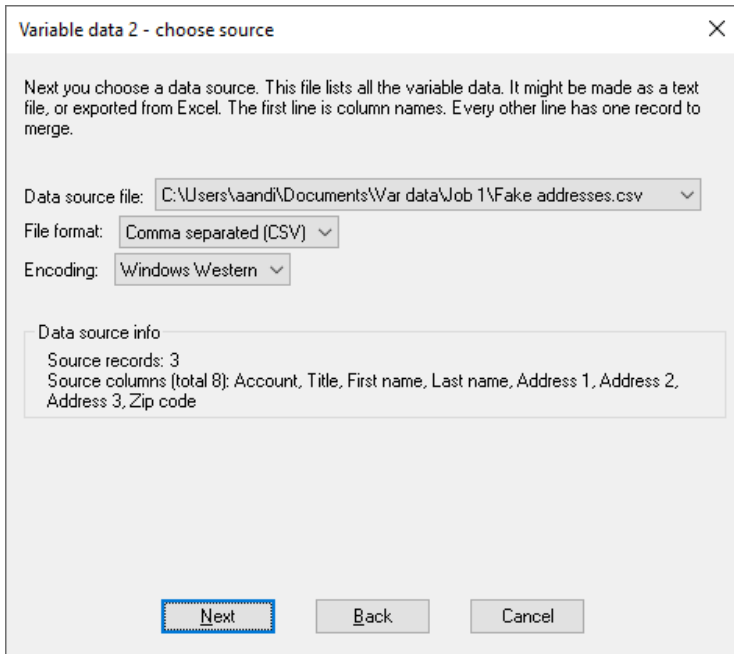 Variable data 2 - choose source
Next you choose a data source. This file lists all the variable data. It might be made as a text
file, or exported from Excel. The first line is column names. Every other line has one record to
merge.
Data source file: C:\Users\aandi\Documents\Var data\Job 1\Fake addresses.csv
File format: Comma separated (CSV)
Encoding: Windows Western
Data source info
Source records: 3
Source columns (total 8): Account, Title, First name, Last name, Address 1, Address 2,
Address 3, Zip code
Next Back Cancel